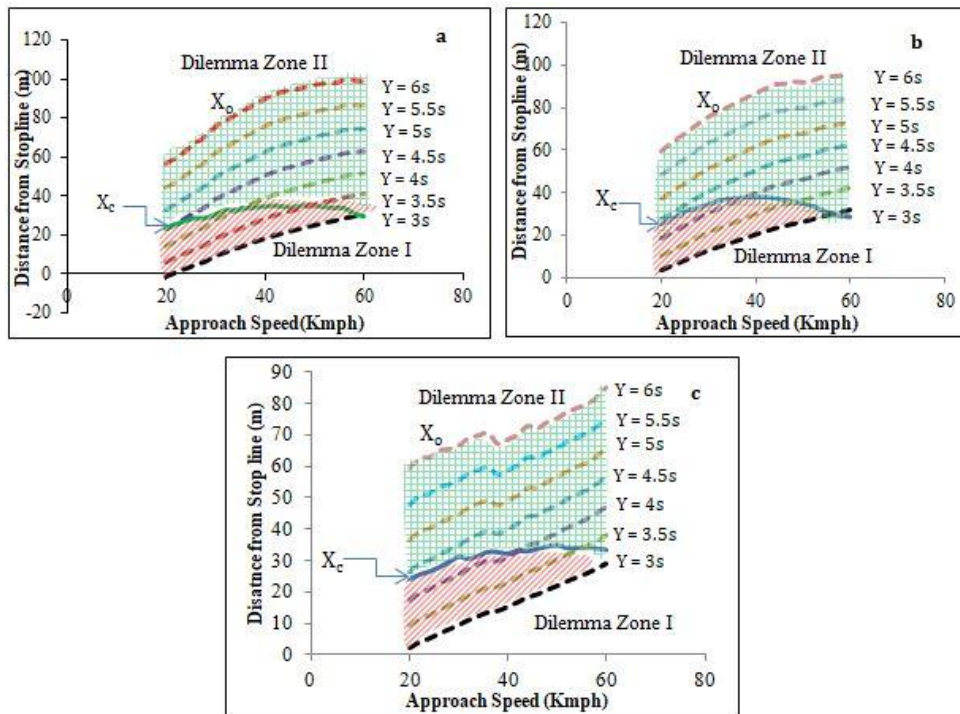 a
Distance from Stopline (m)
120
100
80
60
40
20
0
-20
Dilemma Zone II
Xo
Xc
Dilemma Zone I
Y = 6s
Y = 5.5s
Y = 5s
Y = 4.5s
Y = 4s
Y = 3.5s
Y = 3s
0
20
40
60
80
Approach Speed(Kmph)
b
Distance from Stopline (m)
120
100
80
60
40
20
0
Dilemma Zone II
Xo
Xc
Dilemma Zone I
Y = 6s
Y = 5.5s
Y = 5s
Y = 4.5s
Y = 4s
Y = 3.5s
Y = 3s
0
20
40
60
80
Approach Speed (Kmph)
c
Disatnce from Stop line (m)
90
80
70
60
50
40
30
20
10
0
Dilemma Zone II
Xo
Xc
Dilemma Zone I
Y = 6s
Y = 5.5s
Y = 5s
Y = 4.5s
Y = 4s
Y = 3.5s
Y = 3s
0
20
40
60
80
Approach Speed (Kmph)